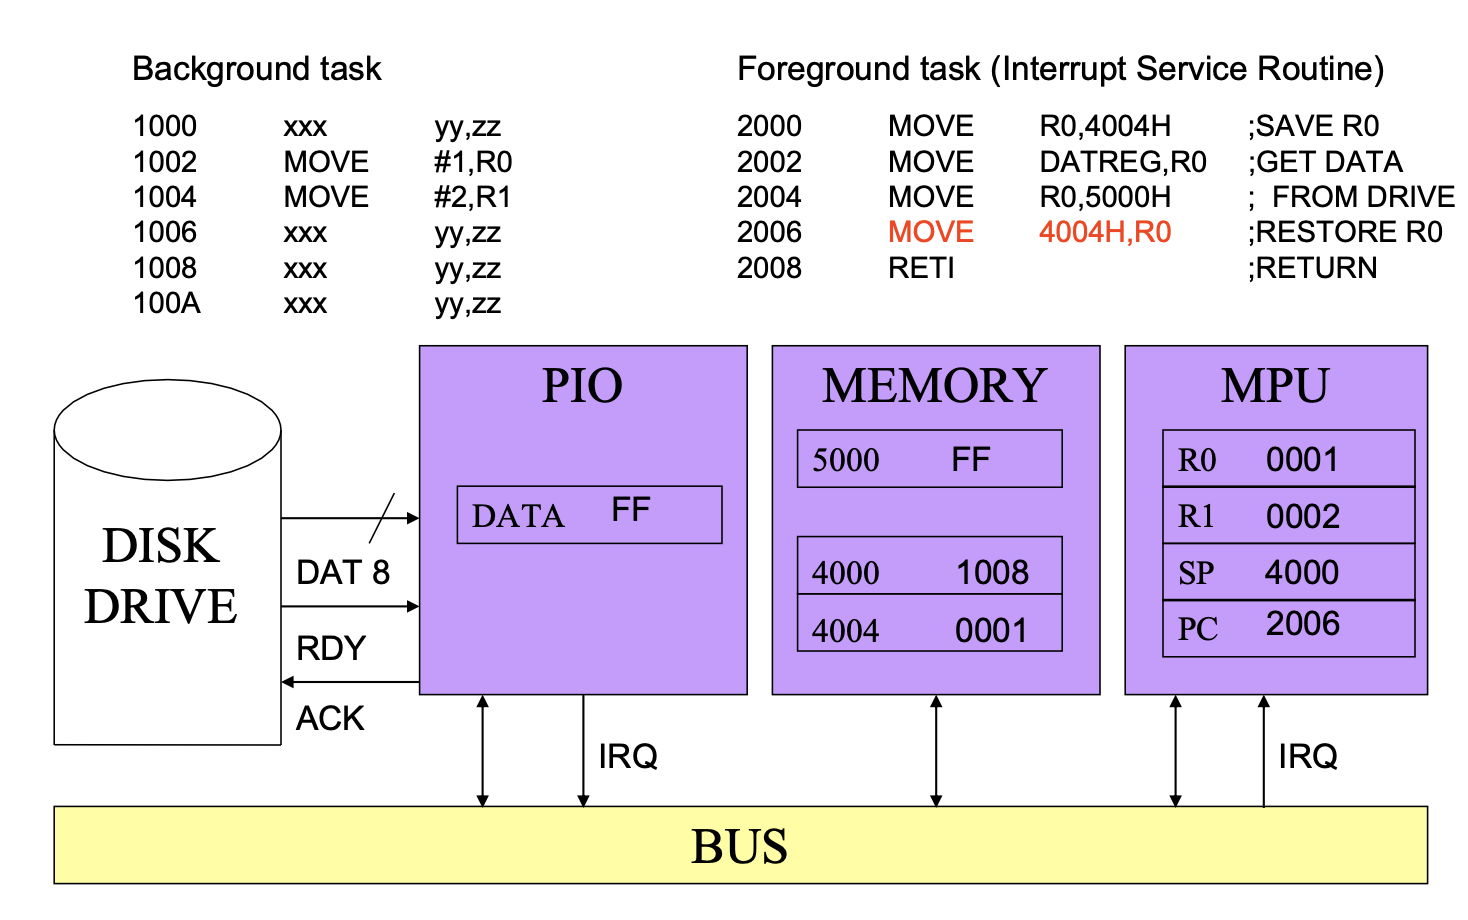 Background task
1000 xxx yy,zz
1002 MOVE #1,R0
1004 MOVE #2,R1
1006 xxx yy,zz
1008 xxx yy,zz
100A xxx yy,zz
Foreground task (Interrupt Service Routine)
2000 MOVE R0,4004H ;SAVE R0
2002 MOVE DATREG,R0 ;GET DATA
2004 MOVE R0,5000H ; FROM DRIVE
2006 MOVE 4004H,R0 ;RESTORE R0
2008 RETI ;RETURN
DISK
DRIVE
DAT 8
RDY
ACK
PIO
DATA FF
IRQ
MEMORY
5000 FF
4000 1008
4004 0001
MPU
R0 0001
R1 0002
SP 4000
PC 2006
IRQ
BUS